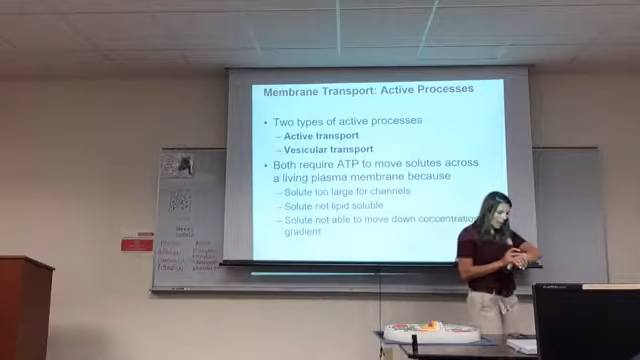 Membrane Transport: Active Processes
• Two types of active processes
– Active transport
– Vesicular transport
• Both require ATP to move solutes across
a living plasma membrane because
– Solute too large for channels
– Solute not lipid soluble
– Solute not able to move down concentration
gradient